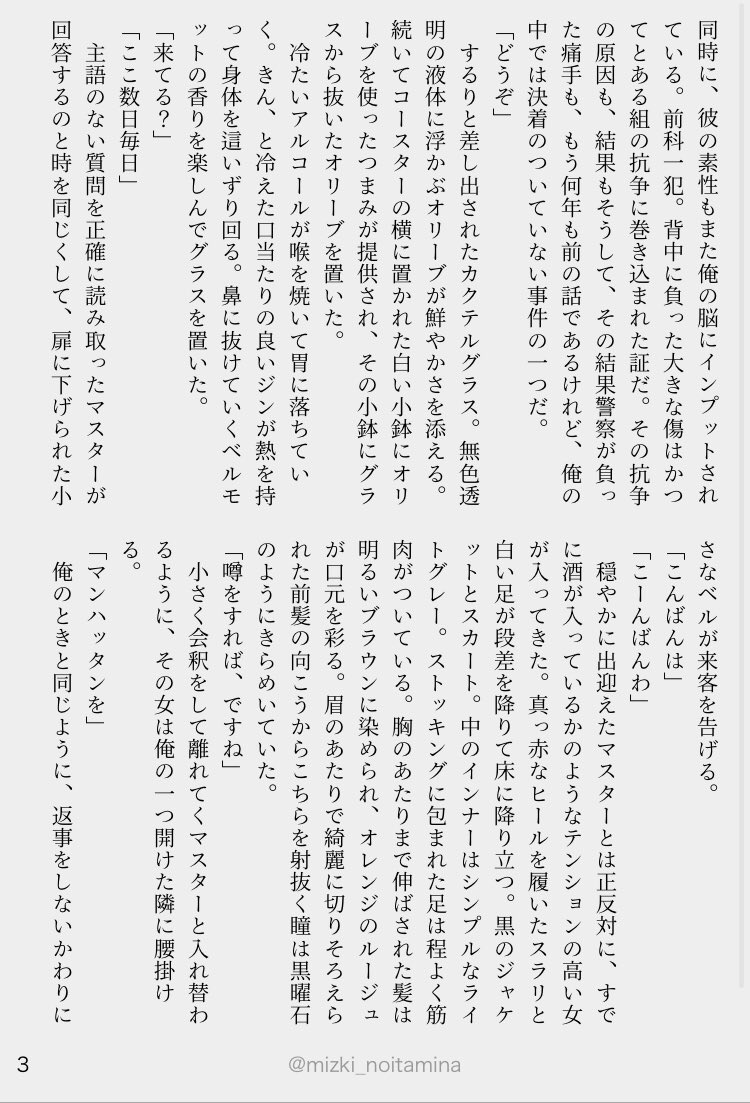 同時に、彼の素性もまた俺の脳にインプットされ
ている。前科一犯。背中に負った大きな傷はかつ
てとある組の抗争に巻き込まれた証だ。その抗争
の原因も、結果もそうして、その結果警察が負っ
た痛手も、もう何年も前の話であるけれど、俺の
中では決着のついていない事件の一つだ。
「どうぞ」
　するりと差し出されたカクテルグラス。無色透
明の液体に浮かぶオリーブが鮮やかさを添える。
続いてコースターの横に置かれた白い小鉢にオリ
ーブを使ったつまみが提供され、その小鉢にグラ
スから抜いたオリーブを置いた。
　冷たいアルコールが喉を焼いて胃に落ちてい
く。きん、と冷えた口当たりの良いジンが熱を持
って身体を這いずり回る。鼻に抜けていくベルモ
ットの香りを楽しんでグラスを置いた。
「来てる？」
「ここ数日毎日」
　主語のない質問を正確に読み取ったマスターが
回答するのと時を同じくして、扉に下げられた小
さなベルが来客を告げる。
「こんばんは」
「こーんばんわ」
　穏やかに出迎えたマスターとは正反対に、すで
に酒が入っているかのようなテンションの高い女
が入ってきた。真っ赤なヒールを履いたスラリと
白い足が段差を降りて床に降り立つ。黒のジャケ
ットとスカート。中のインナーはシンプルなライ
トグレー。ストッキングに包まれた足は程よく筋
肉がついている。胸のあたりまで伸ばされた髪は
明るいブラウンに染められ、オレンジのルージュ
が口元を彩る。眉のあたりで綺麗に切りそろえら
れた前髪の向こうからこちらを射抜く瞳は黒曜石
のようにきらめいていた。
「噂をすれば、ですね」
　小さく会釈をして離れてくマスターと入れ替わ
るように、その女は俺の一つ開けた隣に腰掛け
る。
「マンハッタンを」
　俺のときと同じように、返事をしないかわりに
3
@mizki_noitamina